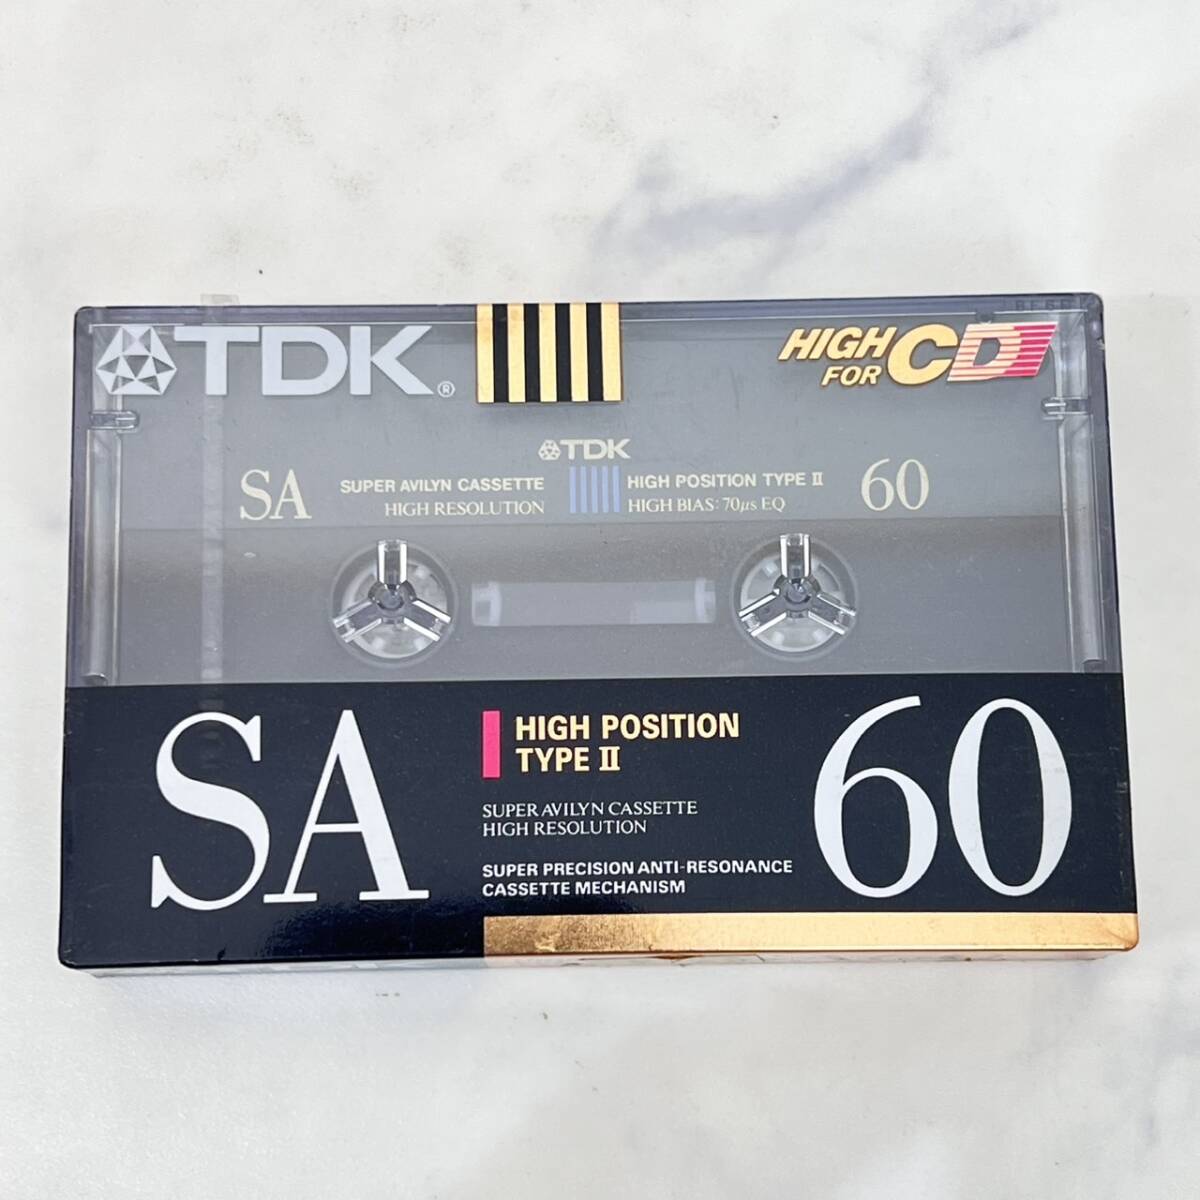 TDK®
HIGH FOR CD
TDK
SA
SUPER AVILYN CASSETTE
HIGH RESOLUTION
HIGH POSITION TYPE II
HIGH BIAS: 70μs EQ
60
SA
HIGH POSITION
TYPE II
SUPER AVILYN CASSETTE
HIGH RESOLUTION
SUPER PRECISION ANTI-RESONANCE
CASSETTE MECHANISM
60